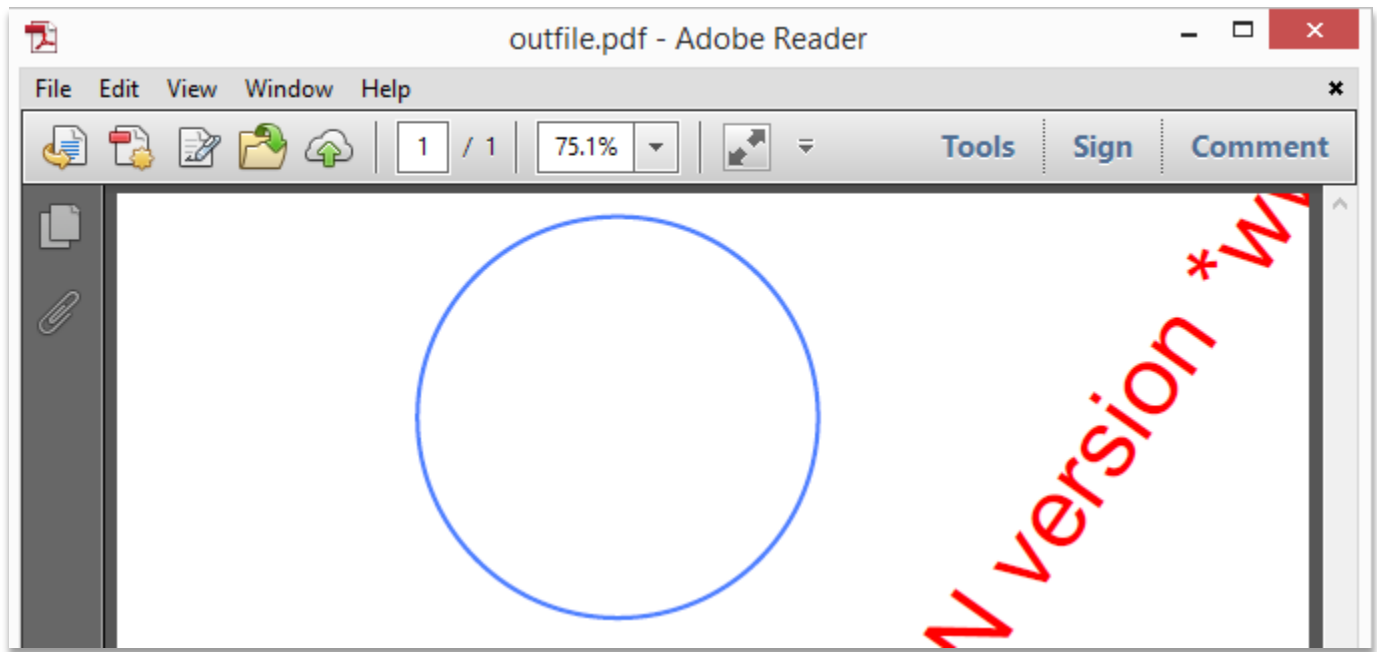 outfile.pdf - Adobe Reader
File Edit View Window Help
1 / 1 75.1% Tools Sign Comment
N version *w